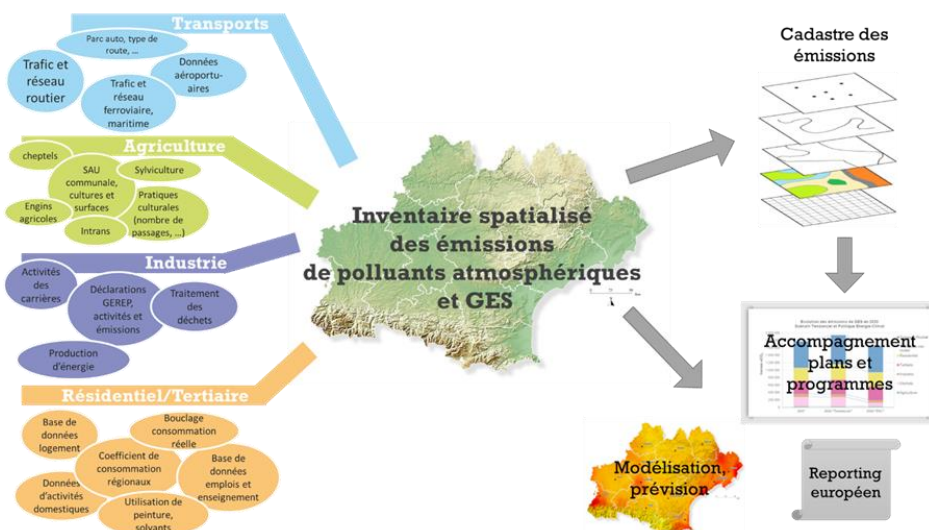 Transports
Parc auto, type de
route, ...
Trafic et
réseau
routier
Données
aéroportu-
aires
Trafic et
réseau
ferroviaire,
maritime
Agriculture
cheptels
SAU
communale,
cultures et
surfaces
Sylviculture
Engins
agricoles
Pratiques
culturales
(nombre de
passages, ...)
Intrans
Industrie
Activités
des
carrières
Déclarations
GEREP,
activités et
émissions
Traitement
des
déchets
Production
d'énergie
Résidentiel/Tertiaire
Base de
données
logement
Bouclage
consommation
réelle
Coefficient de
consommation
régionaux
Base de
données
emplois et
enseignement
Données
d'activités
domestiques
Utilisation de
peinture,
solvants
Inventaire spatialisé
des émissions
de polluants atmosphériques
et GES
Cadastre des
émissions
Accompagnement
plans et
programmes
Modélisation,
prévision
Reporting
européen